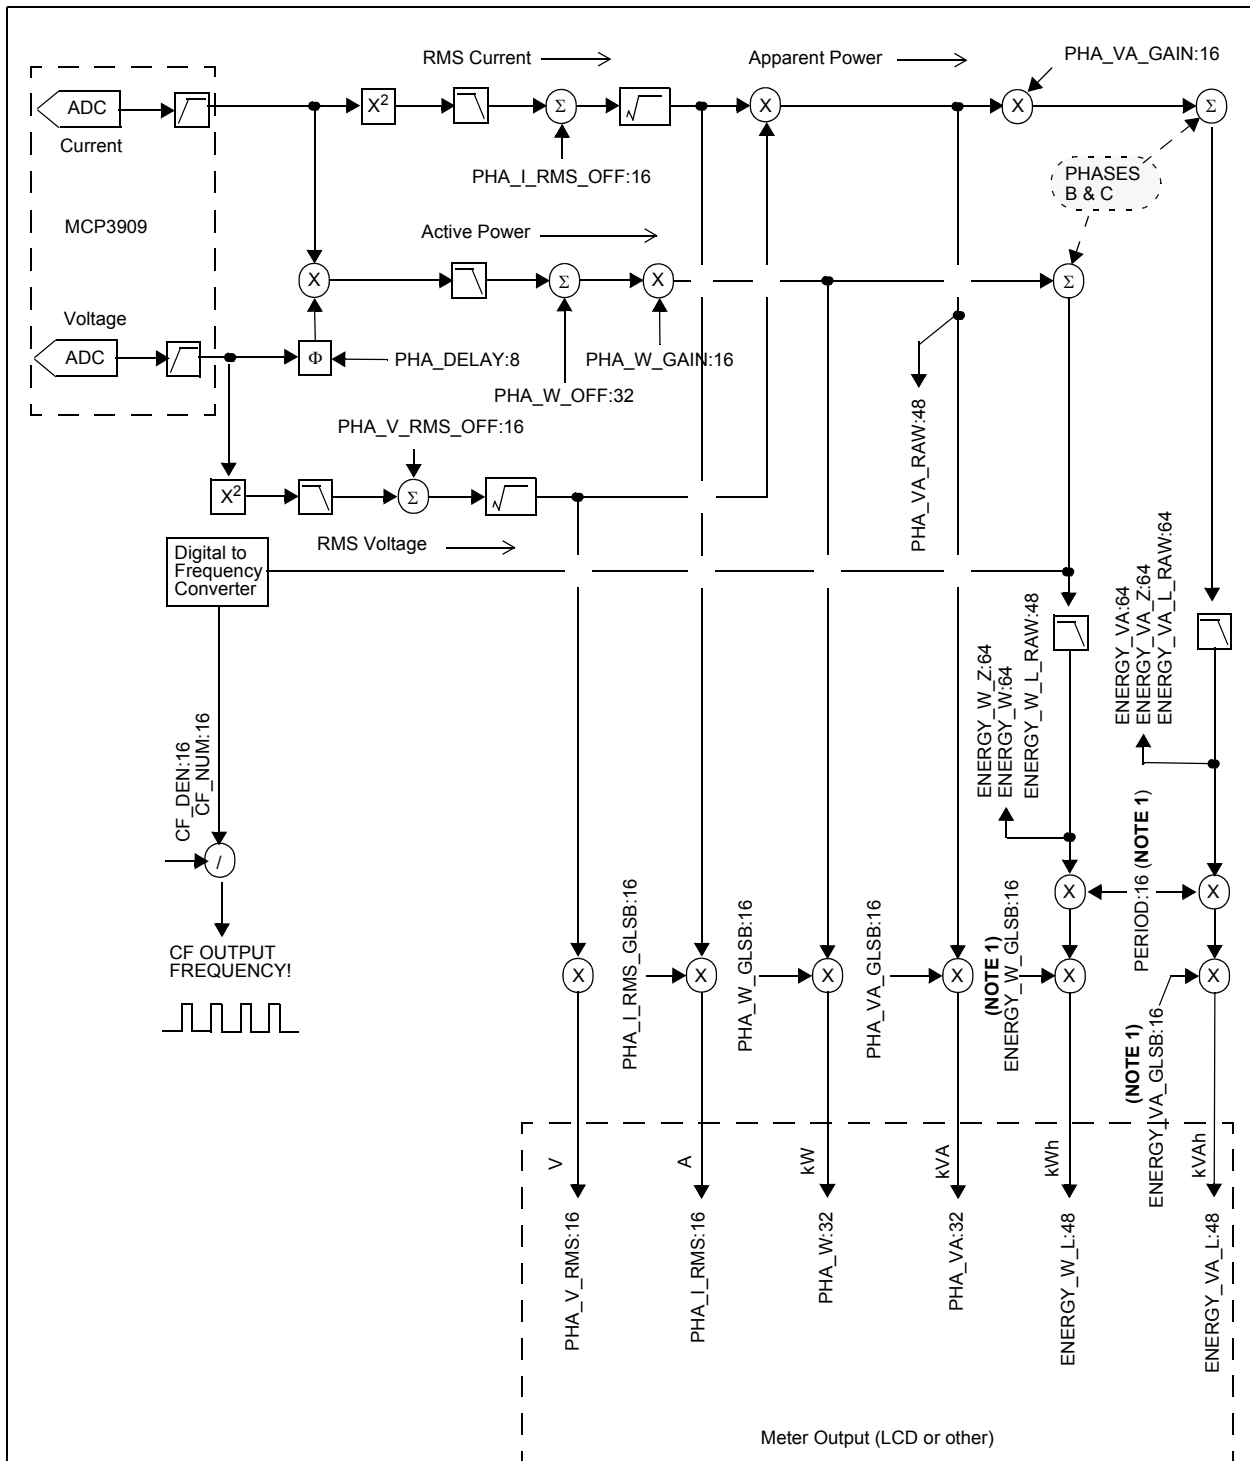 RMS Current
Apparent Power
PHA_VA_GAIN:16
ADC
X²
Σ
√
X
X
Σ
Current
PHA_I_RMS_OFF:16
PHASES
B & C
MCP3909
Active Power
X
Σ
X
Σ
Voltage
ADC
Φ
PHA_DELAY:8
PHA_W_GAIN:16
PHA_W_OFF:32
PHA_VA_RAW:48
PHA_V_RMS_OFF:16
X²
Σ
√
RMS Voltage
Digital to
Frequency
Converter
ENERGY_W_Z:64
ENERGY_W:64
ENERGY_W_L_RAW:48
ENERGY_VA:64
ENERGY_VA_Z:64
ENERGY_VA_L_RAW:64
CF_DEN:16
CF_NUM:16
/
X
PERIOD:16 (NOTE 1)
X
CF OUTPUT
FREQUENCY!
X
PHA_I_RMS_GLSB:16
X
PHA_W_GLSB:16
X
PHA_VA_GLSB:16
X
(NOTE 1)
ENERGY_W_GLSB:16
X
(NOTE 1)
ENERGY_VA_GLSB:16
X
V
A
kW
kVA
kWh
kVAh
PHA_V_RMS:16
PHA_I_RMS:16
PHA_W:32
PHA_VA:32
ENERGY_W_L:48
ENERGY_VA_L:48
Meter Output (LCD or other)